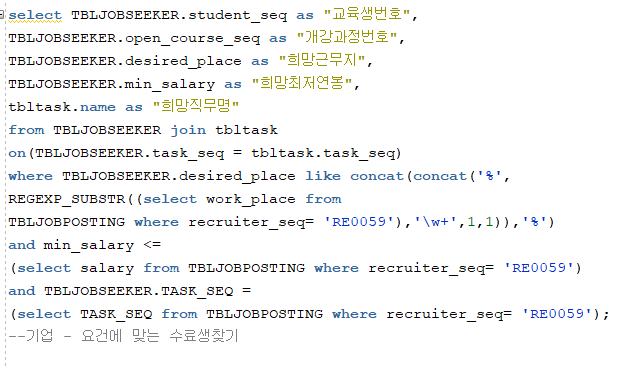 select TBLJOBSEEKER.student_seq as "교육생번호",
TBLJOBSEEKER.open_course_seq as "개강과정번호",
TBLJOBSEEKER.desired_place as "희망근무지",
TBLJOBSEEKER.min_salary as "희망최저연봉",
tbltask.name as "희망직무명"
from TBLJOBSEEKER join tbltask
on(TBLJOBSEEKER.task_seq = tbltask.task_seq)
where TBLJOBSEEKER.desired_place like concat(concat('%',
REGEXP_SUBSTR((select work_place from
TBLJOBPOSTING where recruiter_seq= 'RE0059'),'\w+',1,1)),'%')
and min_salary <=
(select salary from TBLJOBPOSTING where recruiter_seq= 'RE0059')
and TBLJOBSEEKER.TASK_SEQ =
(select TASK_SEQ from TBLJOBPOSTING where recruiter_seq= 'RE0059');
--기업 - 요건에 맞는 수료생찾기